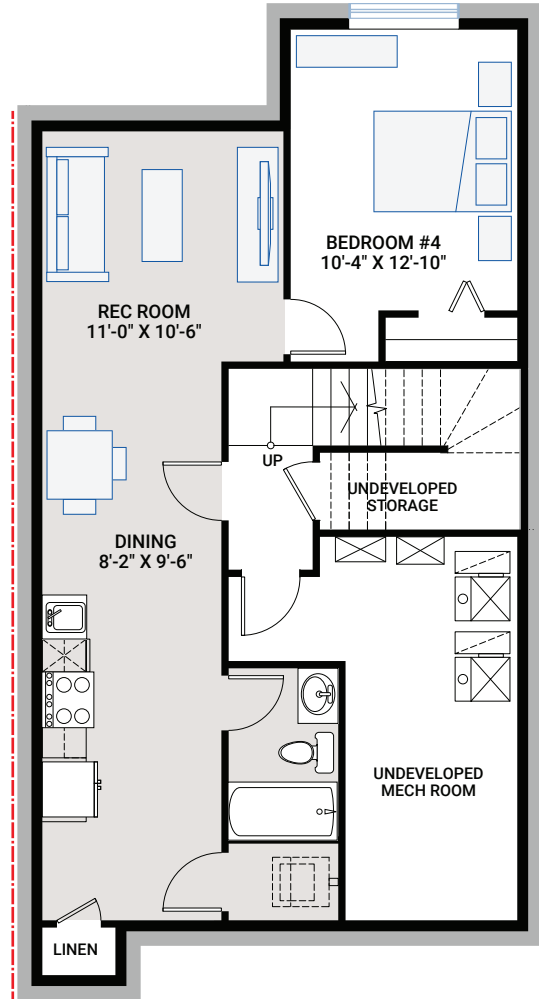 BEDROOM #4
10'-4" X 12'-10"
REC ROOM
11'-0" X 10'-6"
UP
UNDEVELOPED
STORAGE
DINING
8'-2" X 9'-6"
UNDEVELOPED
MECH ROOM
LINEN